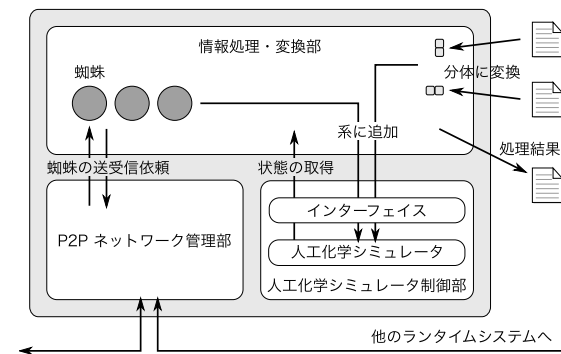 情報処理・変換部
蜘蛛
分体に変換
系に追加
処理結果
蜘蛛の送受信依頼
状態の取得
インターフェイス
P2P ネットワーク管理部
人工化学シミュレータ
人工化学シミュレータ制御部
他のランタイムシステムへ